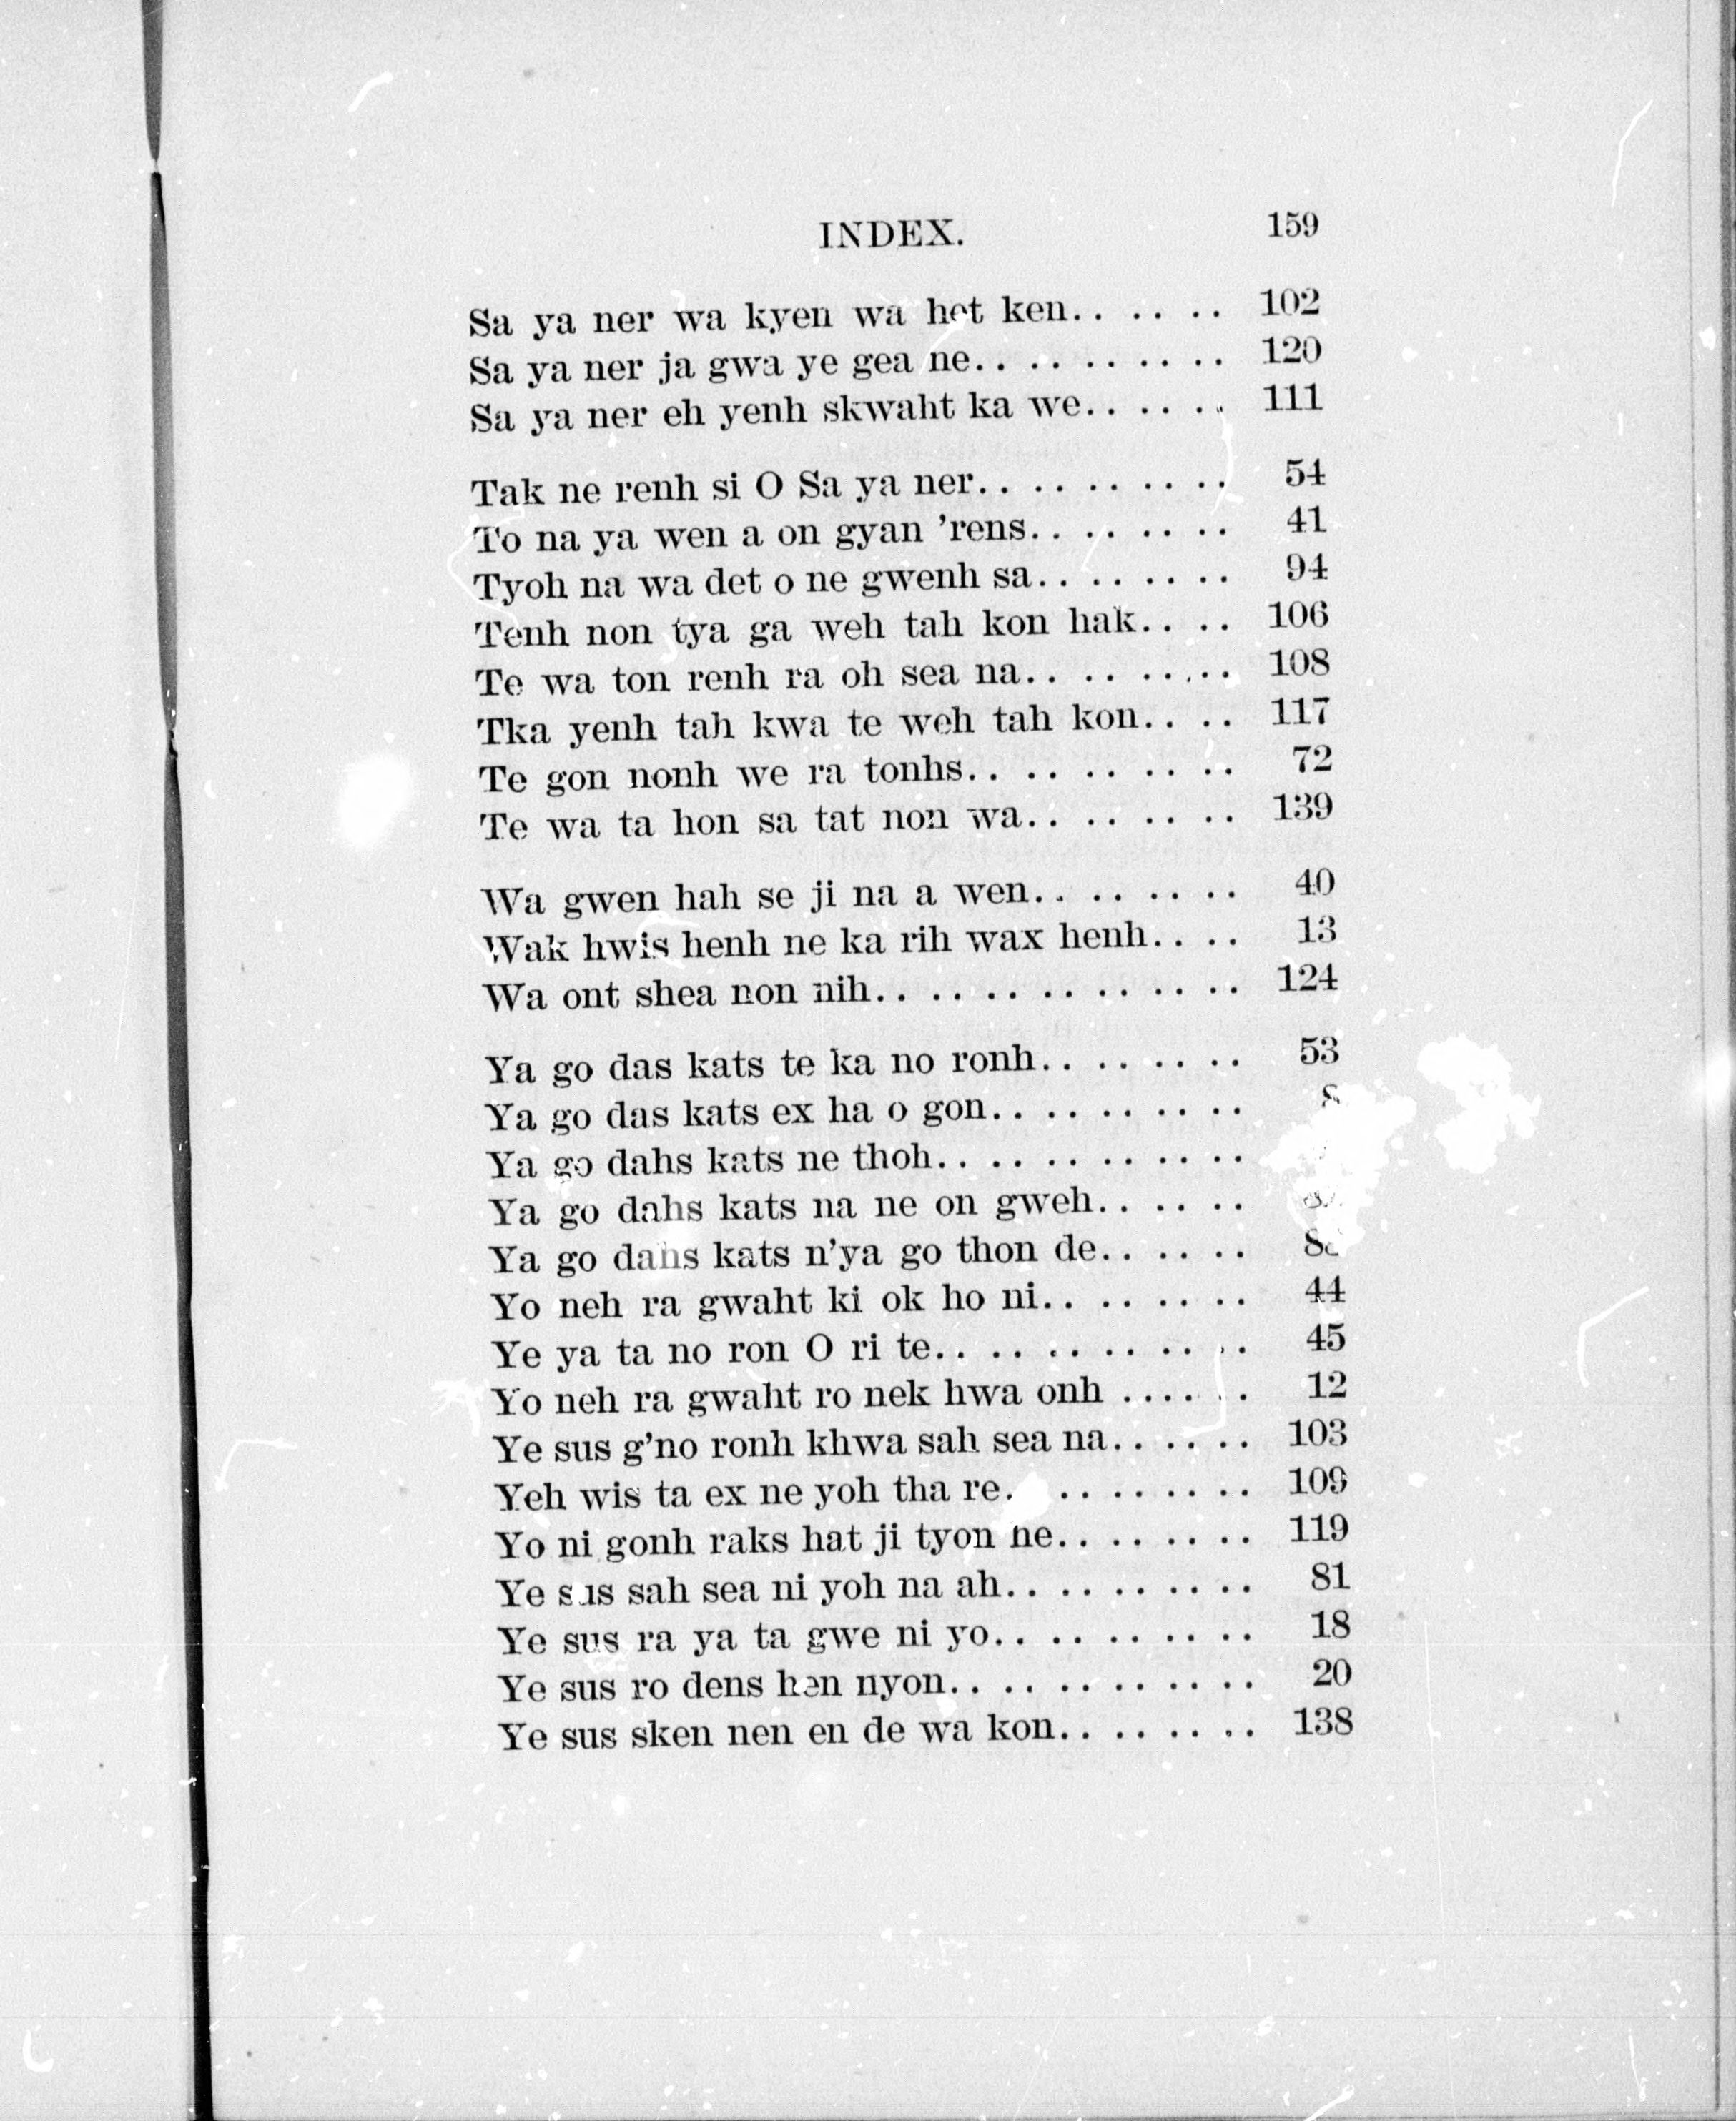 INDEX. 159
Sa ya ner wa kyen wa het ken. . . . . . 102
Sa ya ner ja gwa ye gea ne. . . . . . . . . . 120
Sa ya ner eh yenh skwaht ka we. . . . . . 111
Tak ne renh si O Sa ya ner. . . . . . . . . . 54
To na ya wen a on gyan ’rens. . . . . . . . 41
Tyoh na wa det o ne gwenh sa. . . . . . . . 94
Tenh non tya ga weh tah kon hak. . . . 106
Te wa ton renh ra oh sea na. . . . . . . . . 108
Tka yenh tah kwa te weh tah kon. . . . 117
Te gon nonh we ra tonhs. . . . . . . . . . 72
Te wa ta hon sa tat non wa. . . . . . . . 139
Wa gwen hah se ji na a wen. . . . . . . . 40
Wak hwis henh ne ka rih wax henh. . . . 13
Wa ont shea non nih. . . . . . . . . . . . . . 124
Ya go das kats te ka no ronh. . . . . . . . 53
Ya go das kats ex ha o gon. . . . . . . . . .
Ya go dahs kats ne thoh. . . . . . . . . . . .
Ya go dahs kats na ne on gweh. . . . . .
Ya go dahs kats n’ya go thon de. . . . . .
Yo neh ra gwaht ki ok ho ni. . . . . . . . 44
Ye ya ta no ron O ri te. . . . . . . . . . . . 45
Yo neh ra gwaht ro nek hwa onh . . . . . . 12
Ye sus g’no ronh khwa sah sea na. . . . . . 103
Yeh wis ta ex ne yoh tha re. . . . . . . . . 109
Yo ni gonh raks hat ji tyon ne. . . . . . . . 119
Ye sus sah sea ni yoh na ah. . . . . . . . . . 81
Ye sus ra ya ta gwe ni yo. . . . . . . . . . 18
Ye sus ro dens hen nyon. . . . . . . . . . . . 20
Ye sus sken nen en de wa kon. . . . . . . . 138